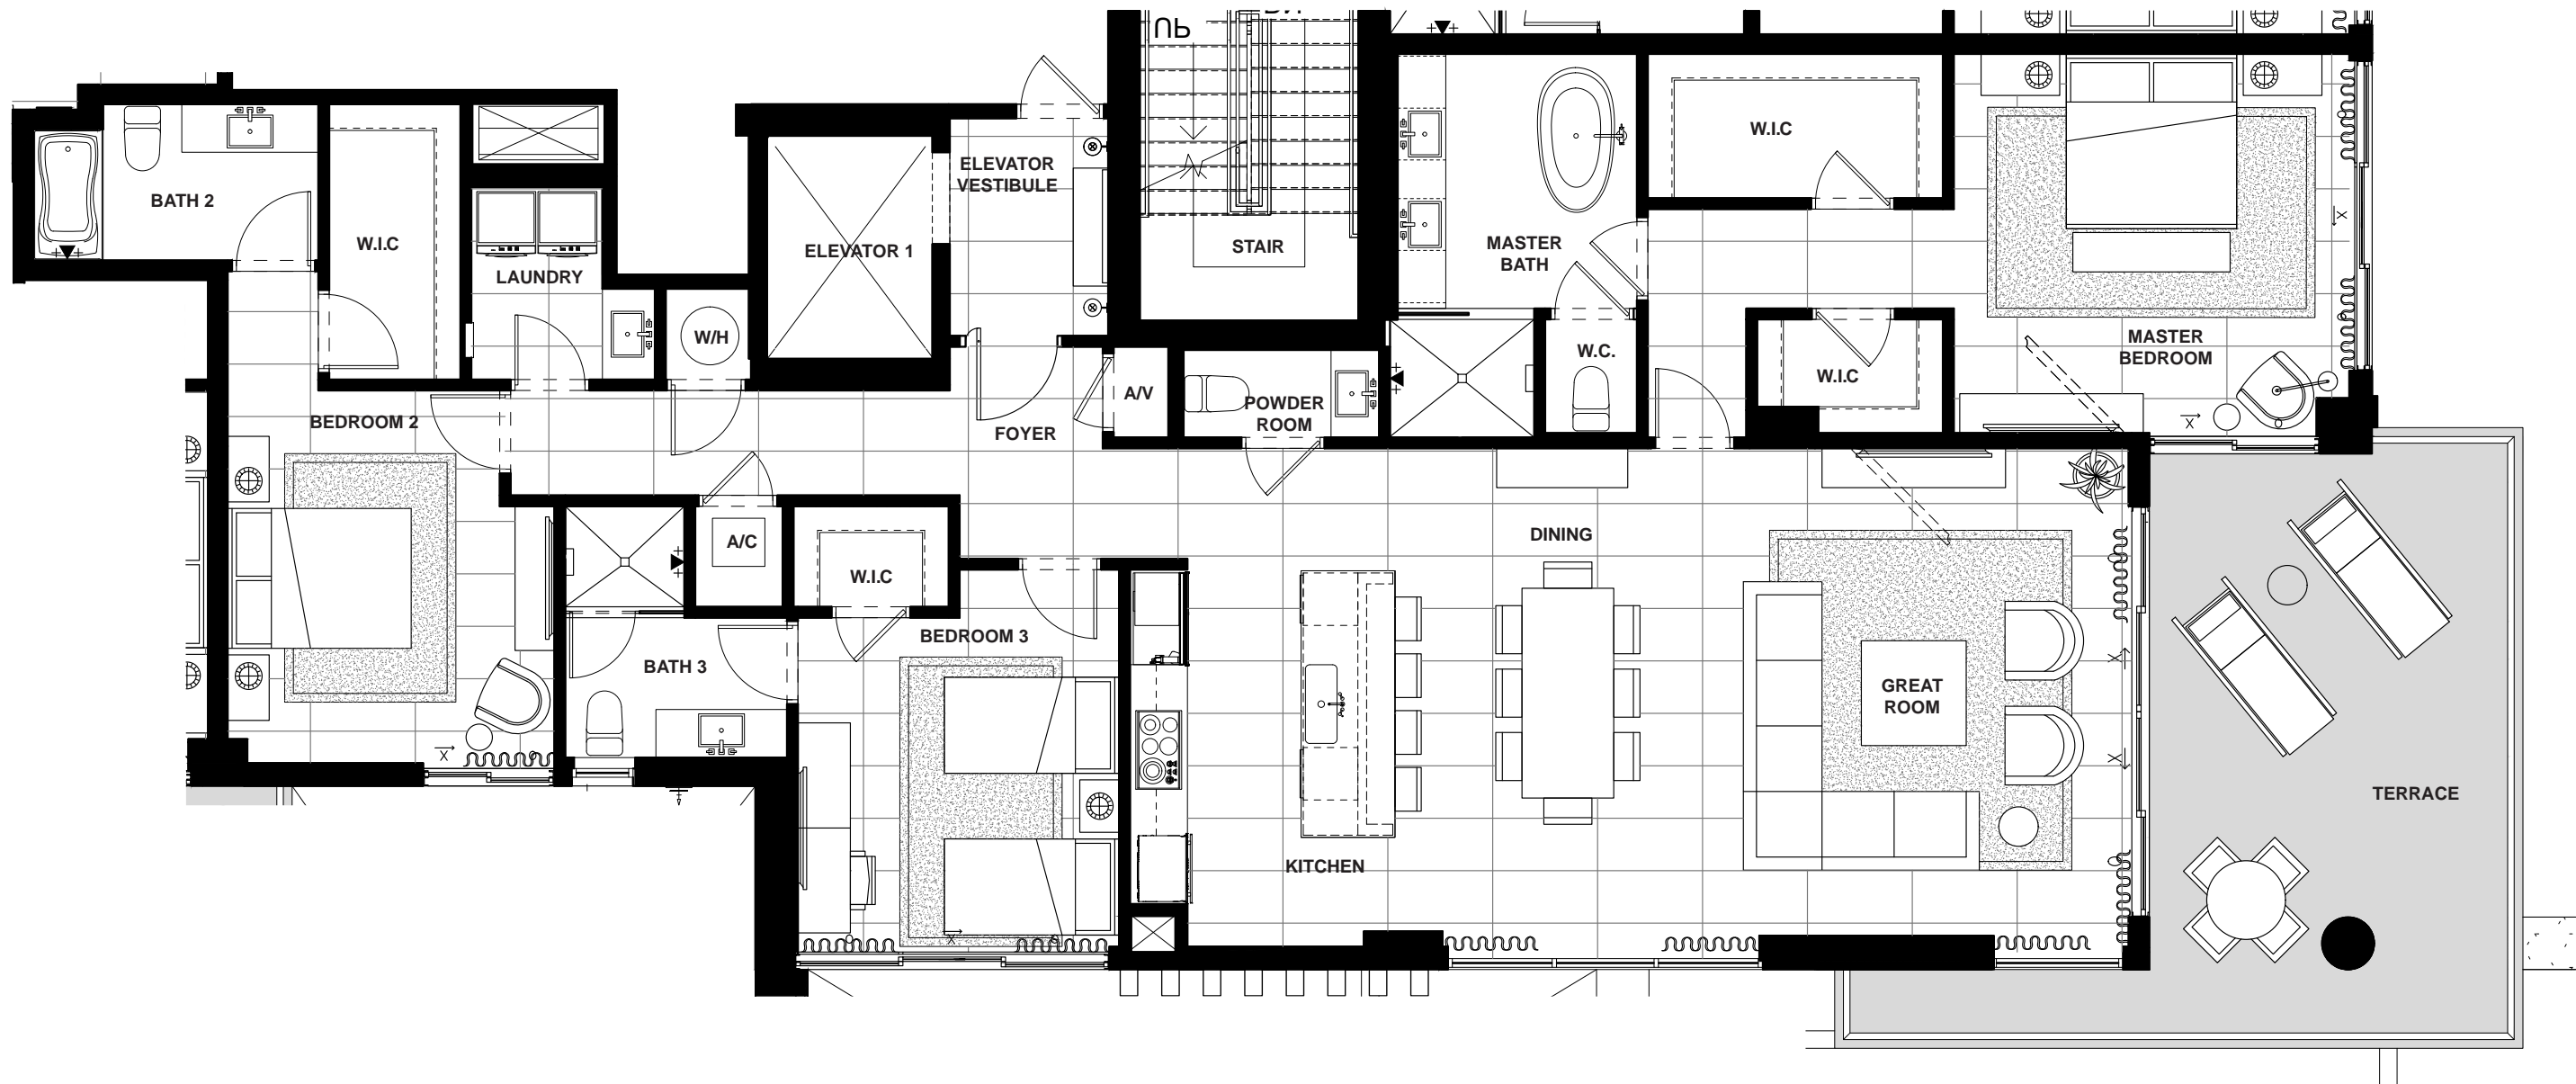 UP
BATH 2
W.I.C
LAUNDRY
W/H
ELEVATOR 1
ELEVATOR
VESTIBULE
STAIR
MASTER
BATH
W.I.C
W.C.
W.I.C
MASTER
BEDROOM
BEDROOM 2
FOYER
A/V
POWDER
ROOM
A/C
W.I.C
BATH 3
BEDROOM 3
DINING
KITCHEN
GREAT
ROOM
TERRACE
X
X
X
X
X
X